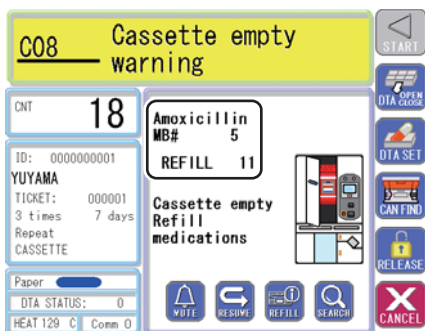 C08 Cassette empty
warning
START
CNT 18
DTA OPEN
CLOSE
Amoxicillin
MB# 5
REFILL 11
DTA SET
ID: 0000000001
YUYAMA
TICKET: 000001
3 times 7 days
Repeat
CASSETTE
Cassette empty
Refill
medications
CAN FIND
RELEASE
Paper
DTA STATUS: 0
HEAT 129 C Comm 0
MUTE
RESUME
REFILL
SEARCH
CANCEL